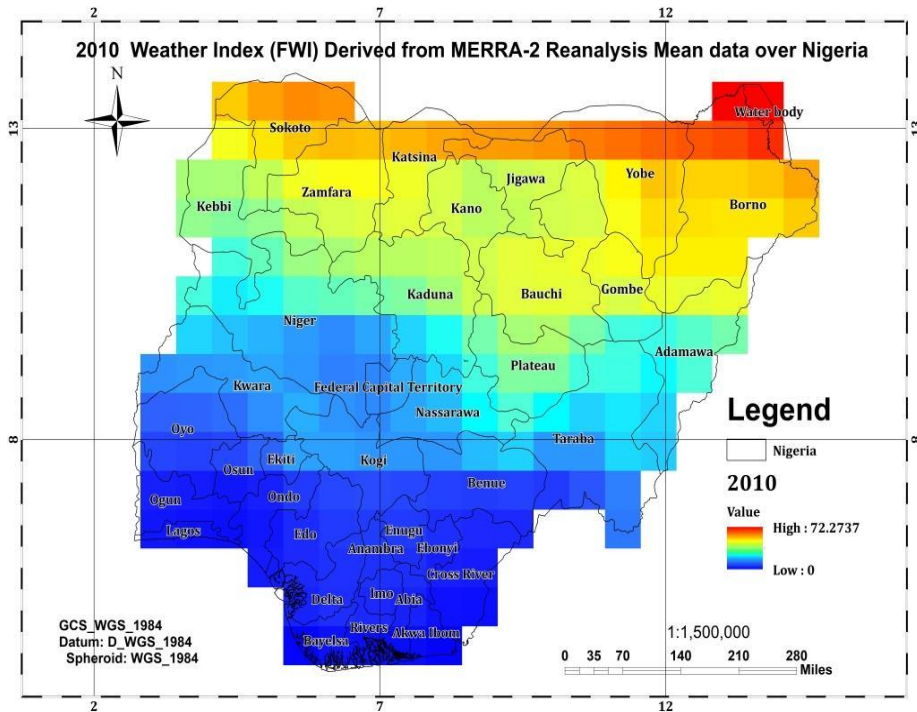 2010 Weather Index (FWI) Derived from MERRA-2 Reanalysis Mean data over Nigeria
2 7 12
N
13 13
Water body
Sokoto
Katsina
Jigawa
Yobe
Zamfara
Kebbi
Kano
Borno
Kaduna
Bauchi
Gombe
Niger
Adamawa
Plateau
Kwara
Federal Capital Territory
Nassarawa
Legend
Oyo
Taraba
8 8
Nigeria
Osun
Ekiti
Kogi
2010
Benue
Ogun
Ondo
Value
Lagos
Edo
Enugu
High : 72.2737
Anambra
Ebonyi
Low : 0
Cross River
Delta
Imo
Abia
GCS_WGS_1984
Datum: D_WGS_1984
Spheroid: WGS_1984
Rivers
Akwa Ibom
Bayelsa
1:1,500,000
0 35 70 140 210 280
Miles
2 7 12